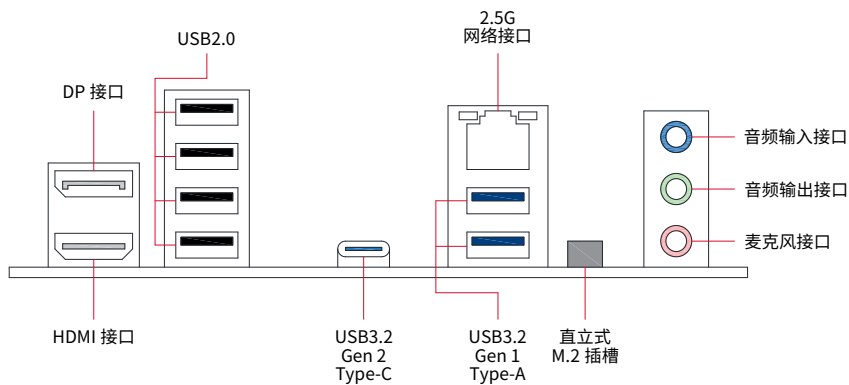 2.5G
网络接口
USB2.0
DP 接口
音频输入接口
音频输出接口
麦克风接口
HDMI 接口
USB3.2
Gen 2
Type-C
USB3.2
Gen 1
Type-A
直立式
M.2 插槽